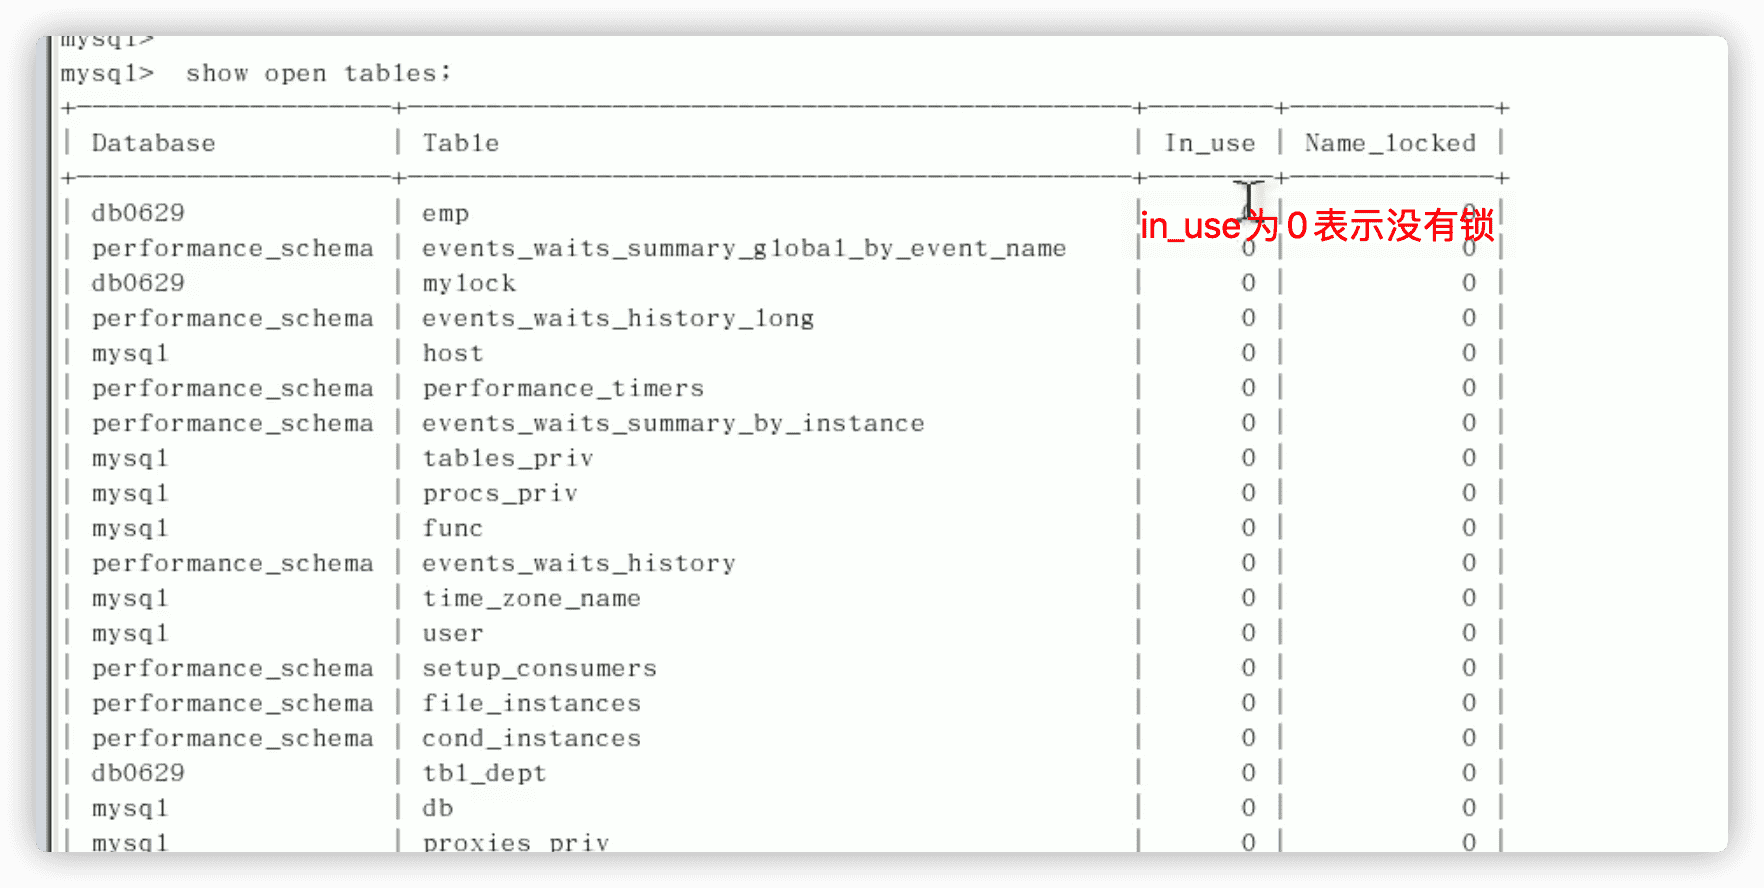 mysql>
mysql> show open tables;
| Database | Table | In_use | Name_locked |
| db0629 | emp | 0 |
in_use为0表示没有锁
| performance_schema | events_waits_summary_global_by_event_name | 0 | 0 |
| db0629 | mylock | 0 | 0 |
| performance_schema | events_waits_history_long | 0 | 0 |
| mysql | host | 0 | 0 |
| performance_schema | performance_timers | 0 | 0 |
| performance_schema | events_waits_summary_by_instance | 0 | 0 |
| mysql | tables_priv | 0 | 0 |
| mysql | procs_priv | 0 | 0 |
| mysql | func | 0 | 0 |
| performance_schema | events_waits_history | 0 | 0 |
| mysql | time_zone_name | 0 | 0 |
| mysql | user | 0 | 0 |
| performance_schema | setup_consumers | 0 | 0 |
| performance_schema | file_instances | 0 | 0 |
| performance_schema | cond_instances | 0 | 0 |
| db0629 | tbl_dept | 0 | 0 |
| mysql | db | 0 | 0 |
| mysql | proxies_priv | 0 | 0 |